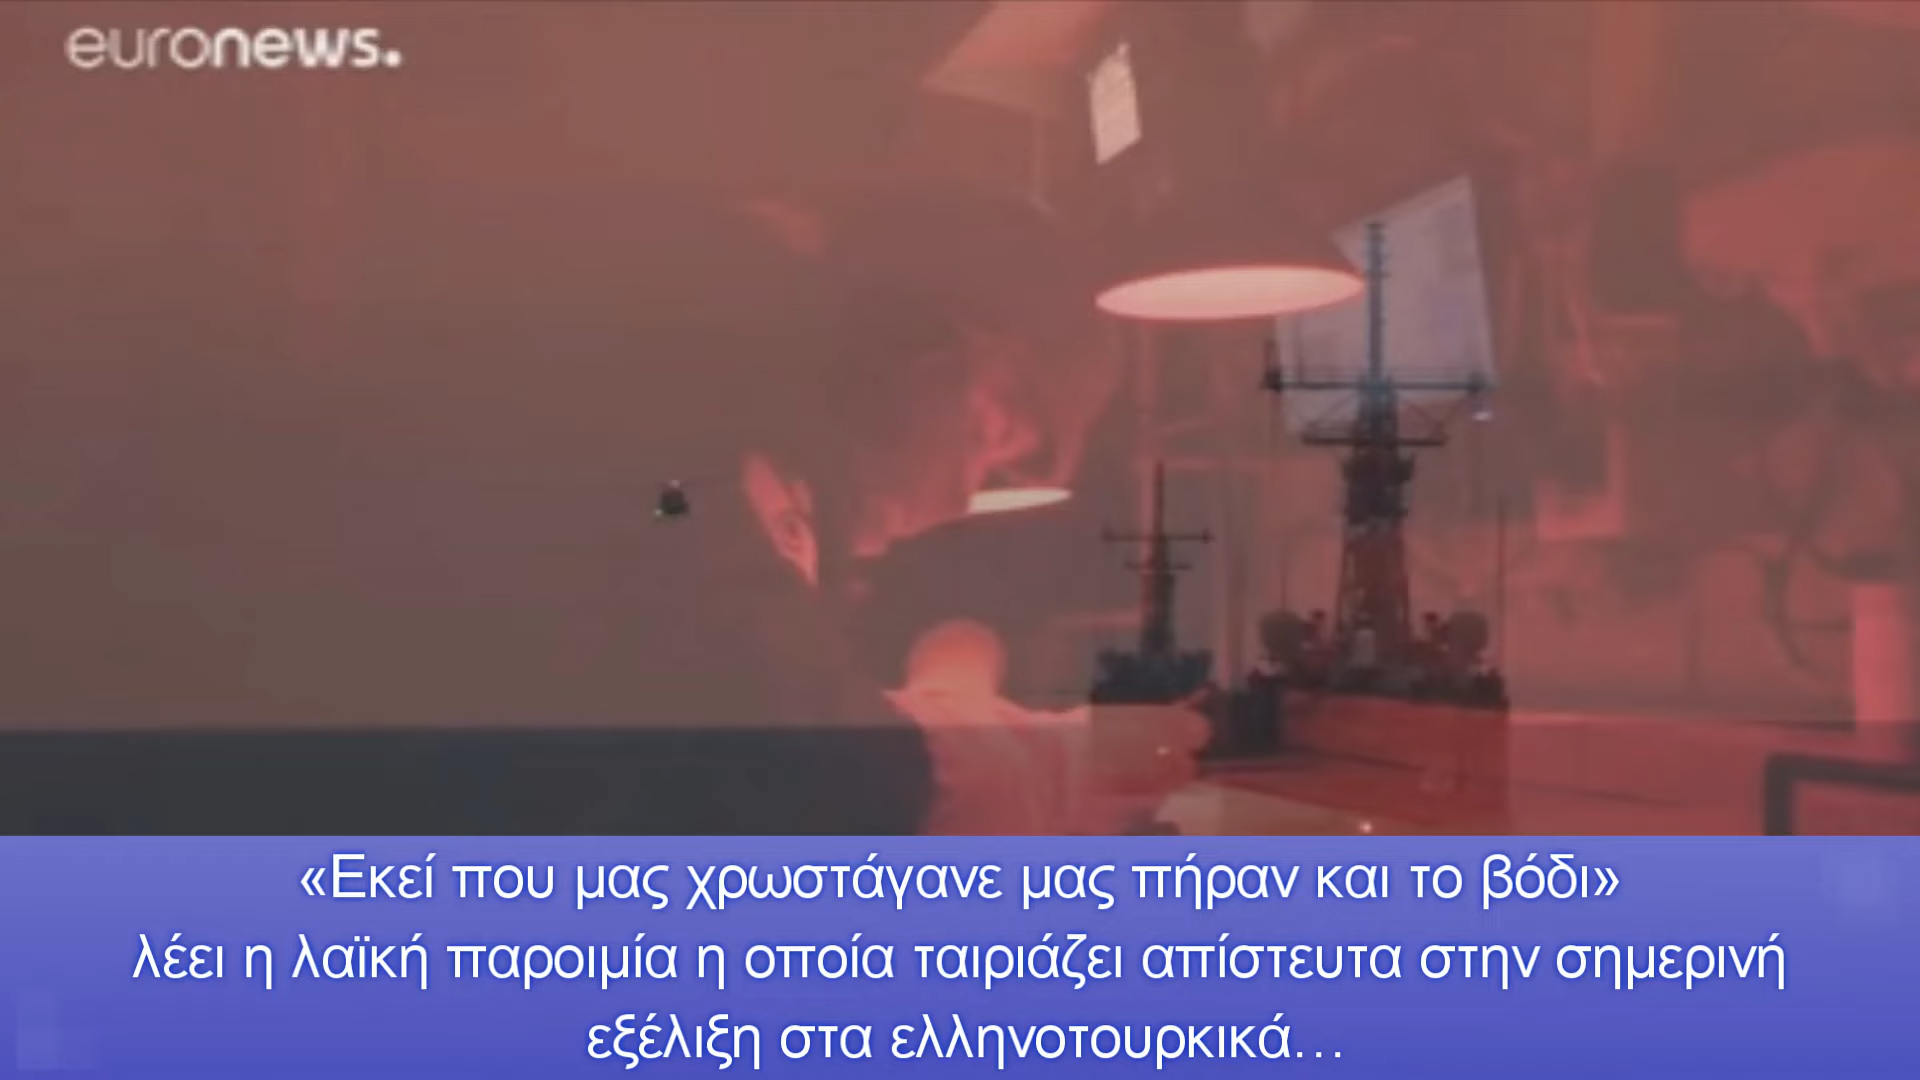 euronews.
«Εκεί που μας χρωστάγανε μας πήραν και το βόδι»
λέει η λαϊκή παροιμία η οποία ταιριάζει απίστευτα στην σημερινή
εξέλιξη στα ελληνοτουρκικά…